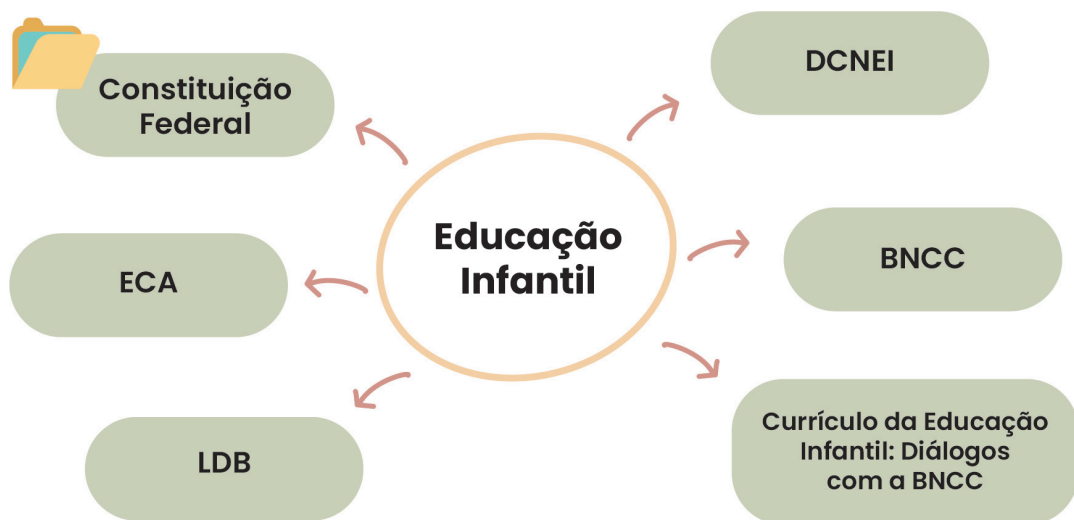 Constituição
Federal
DCNEI
Educação
Infantil
ECA
BNCC
LDB
Currículo da Educação
Infantil: Diálogos
com a BNCC